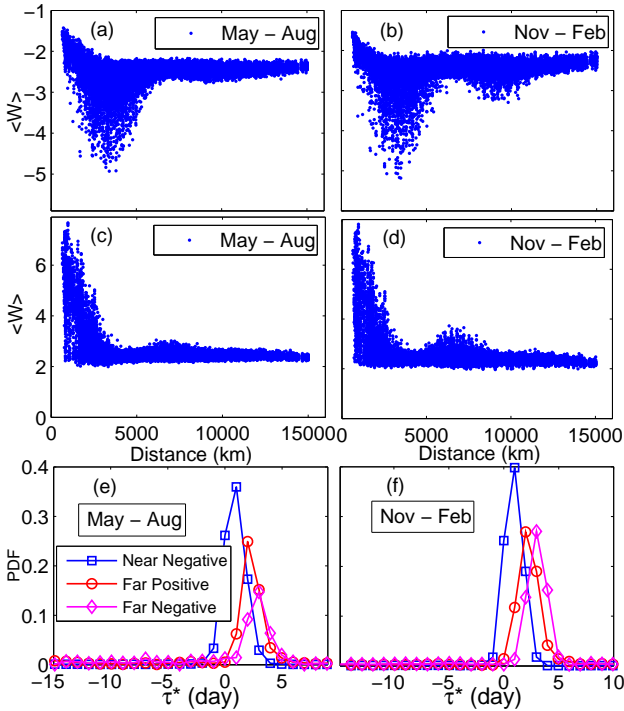 (a)
May – Aug
(b)
Nov – Feb
<W>
−1
−2
−3
−4
−5
(c)
May – Aug
(d)
Nov – Feb
<W>
6
4
2
0
0
5000
10000
15000
0
5000
10000
15000
Distance (km)
Distance (km)
(e)
May – Aug
(f)
Nov – Feb
Near Negative
Far Positive
Far Negative
PDF
0.4
0.3
0.2
0.1
0
−15
−10
−5
0
5
−10
−5
0
5
10
τ* (day)
τ* (day)